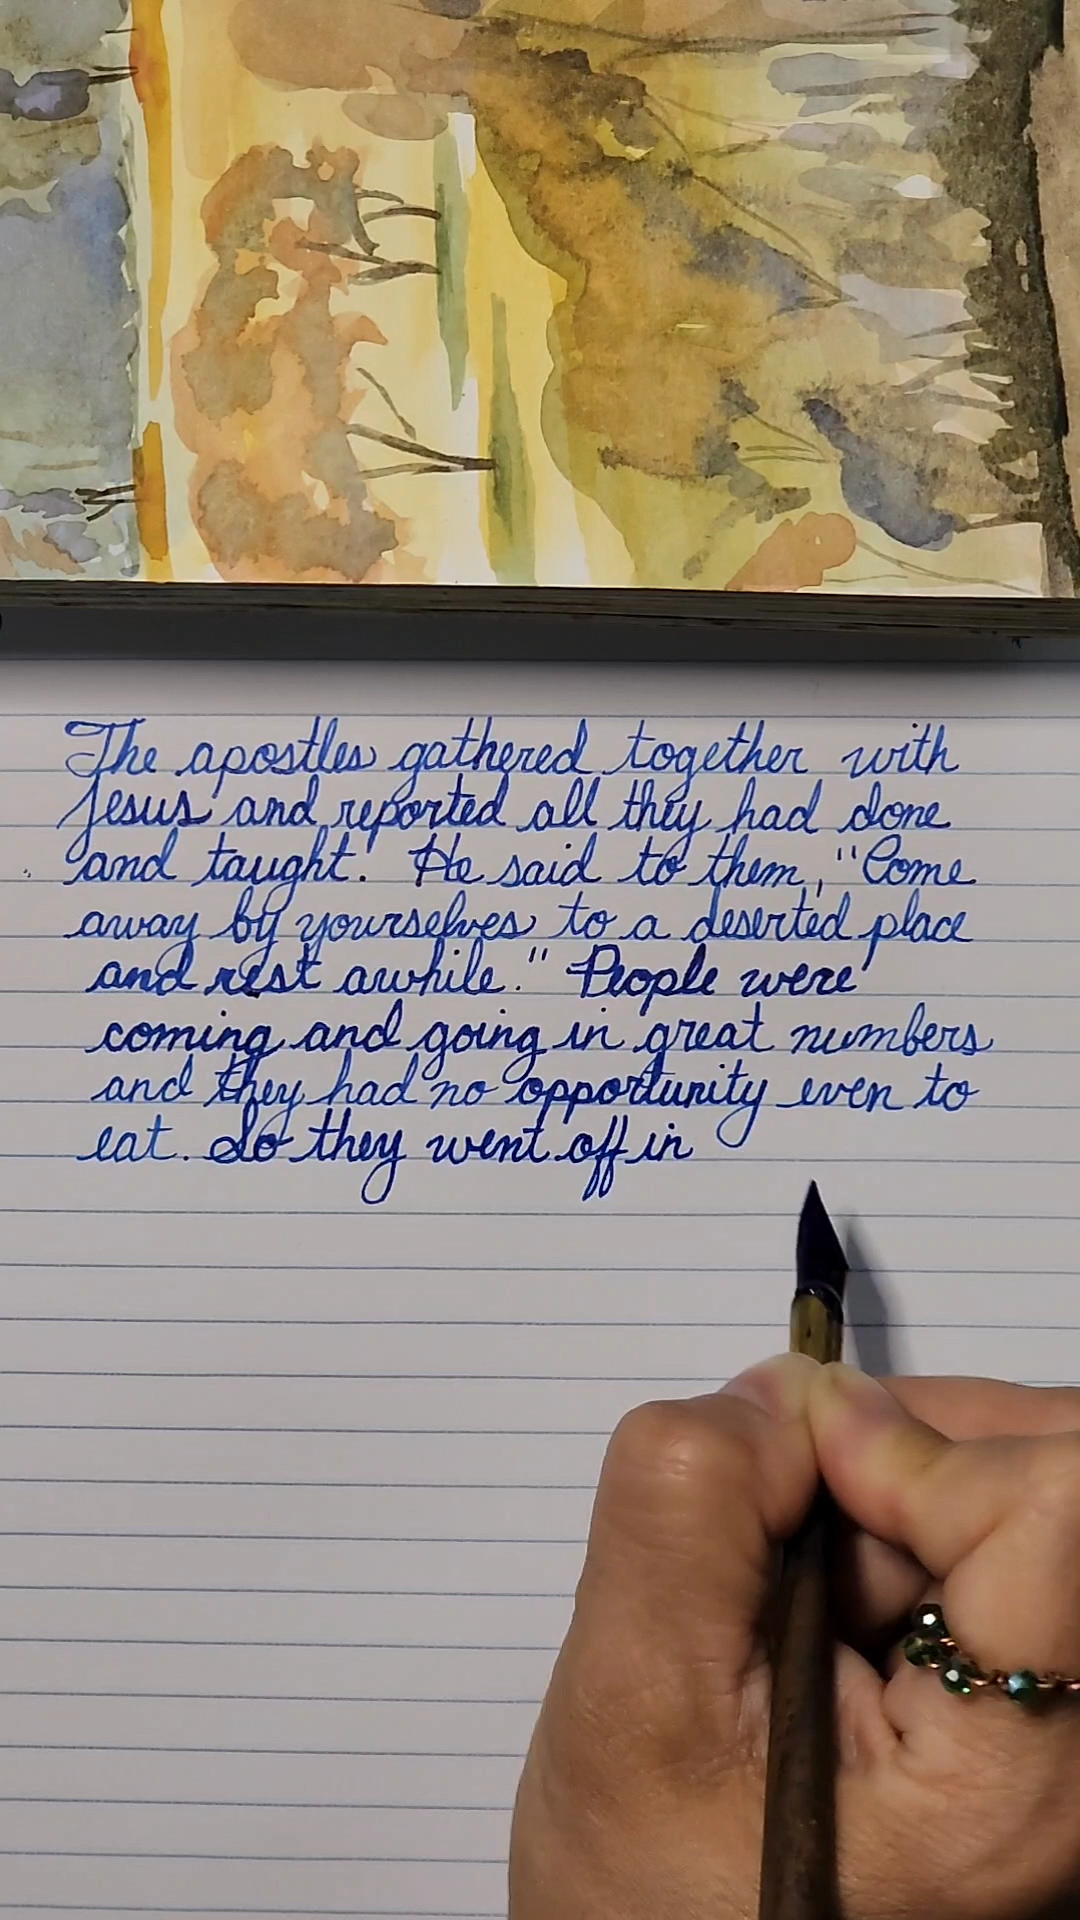 The apostles gathered together with
Jesus and reported all they had done
and taught. He said to them, "Come
away by yourselves to a deserted place
and rest awhile." People were
coming and going in great numbers
and they had no opportunity even to
eat. So they went off in